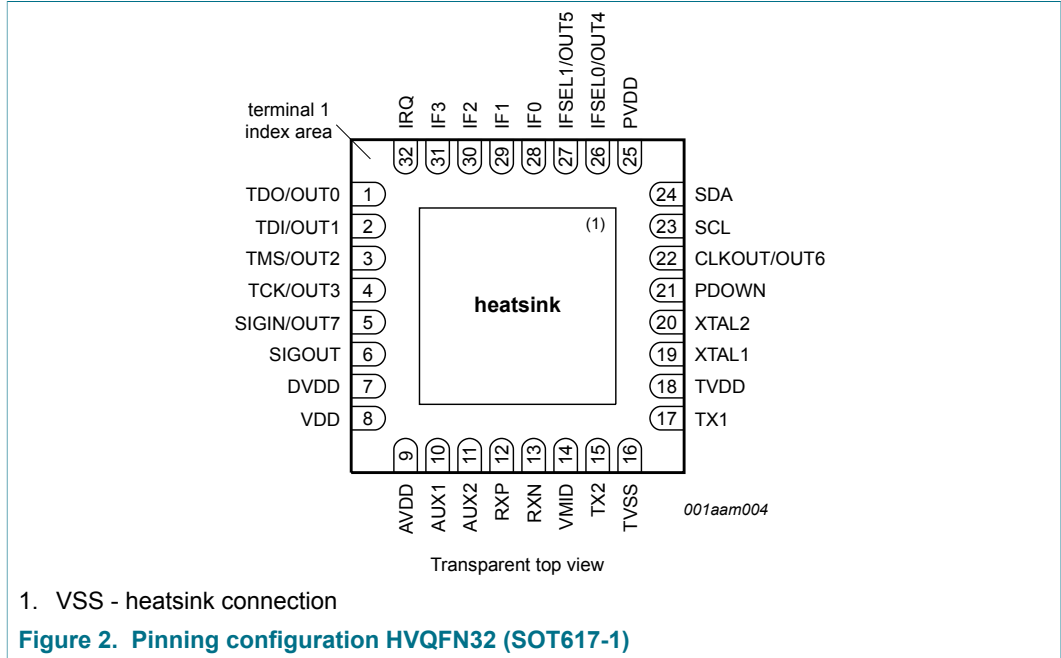 IRQ
IF3
IF2
IF1
IF0
IFSEL1/OUT5
IFSEL0/OUT4
PVDD
terminal 1
index area
32
31
30
29
28
27
26
25
TDO/OUT0 1
TDI/OUT1 2
TMS/OUT2 3
TCK/OUT3 4
SIGIN/OUT7 5
SIGOUT 6
DVDD 7
VDD 8
(1)
heatsink
24 SDA
23 SCL
22 CLKOUT/OUT6
21 PDOWN
20 XTAL2
19 XTAL1
18 TVDD
17 TX1
9
10
11
12
13
14
15
16
AVDD
AUX1
AUX2
RXP
RXN
VMID
TX2
TVSS
001aam004
Transparent top view
1. VSS - heatsink connection
Figure 2. Pinning configuration HVQFN32 (SOT617-1)